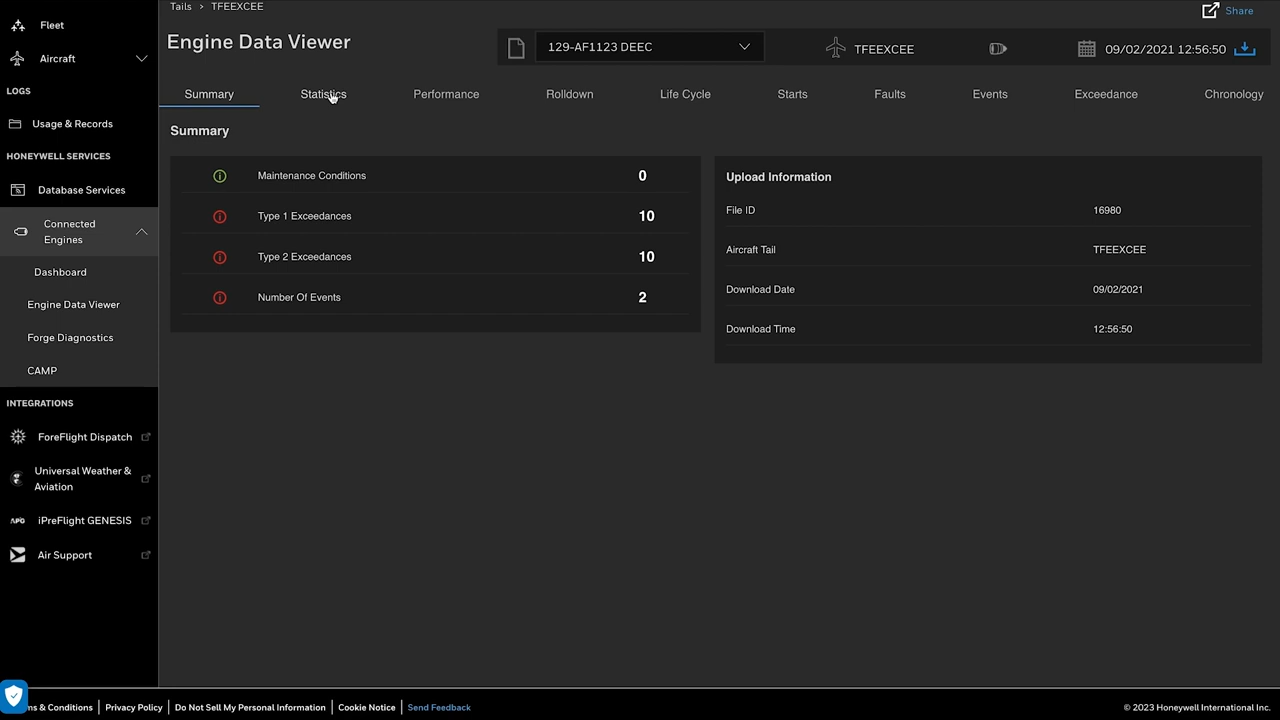 Tails > TFEEXCEE
Share
Engine Data Viewer
129-AF1123 DEEC
TFEEXCEE
09/02/2021 12:56:50
Fleet
Aircraft
LOGS
Usage & Records
HONEYWELL SERVICES
Database Services
Connected
Engines
Dashboard
Engine Data Viewer
Forge Diagnostics
CAMP
INTEGRATIONS
ForeFlight Dispatch
Universal Weather &
Aviation
APG iPreFlight GENESIS
Air Support
Summary Statistics Performance Rolldown Life Cycle Starts Faults Events Exceedance Chronology
Summary
Maintenance Conditions 0
Type 1 Exceedances 10
Type 2 Exceedances 10
Number Of Events 2
Upload Information
File ID 16980
Aircraft Tail TFEEXCEE
Download Date 09/02/2021
Download Time 12:56:50
ms & Conditions Privacy Policy Do Not Sell My Personal Information Cookie Notice Send Feedback © 2023 Honeywell International Inc.